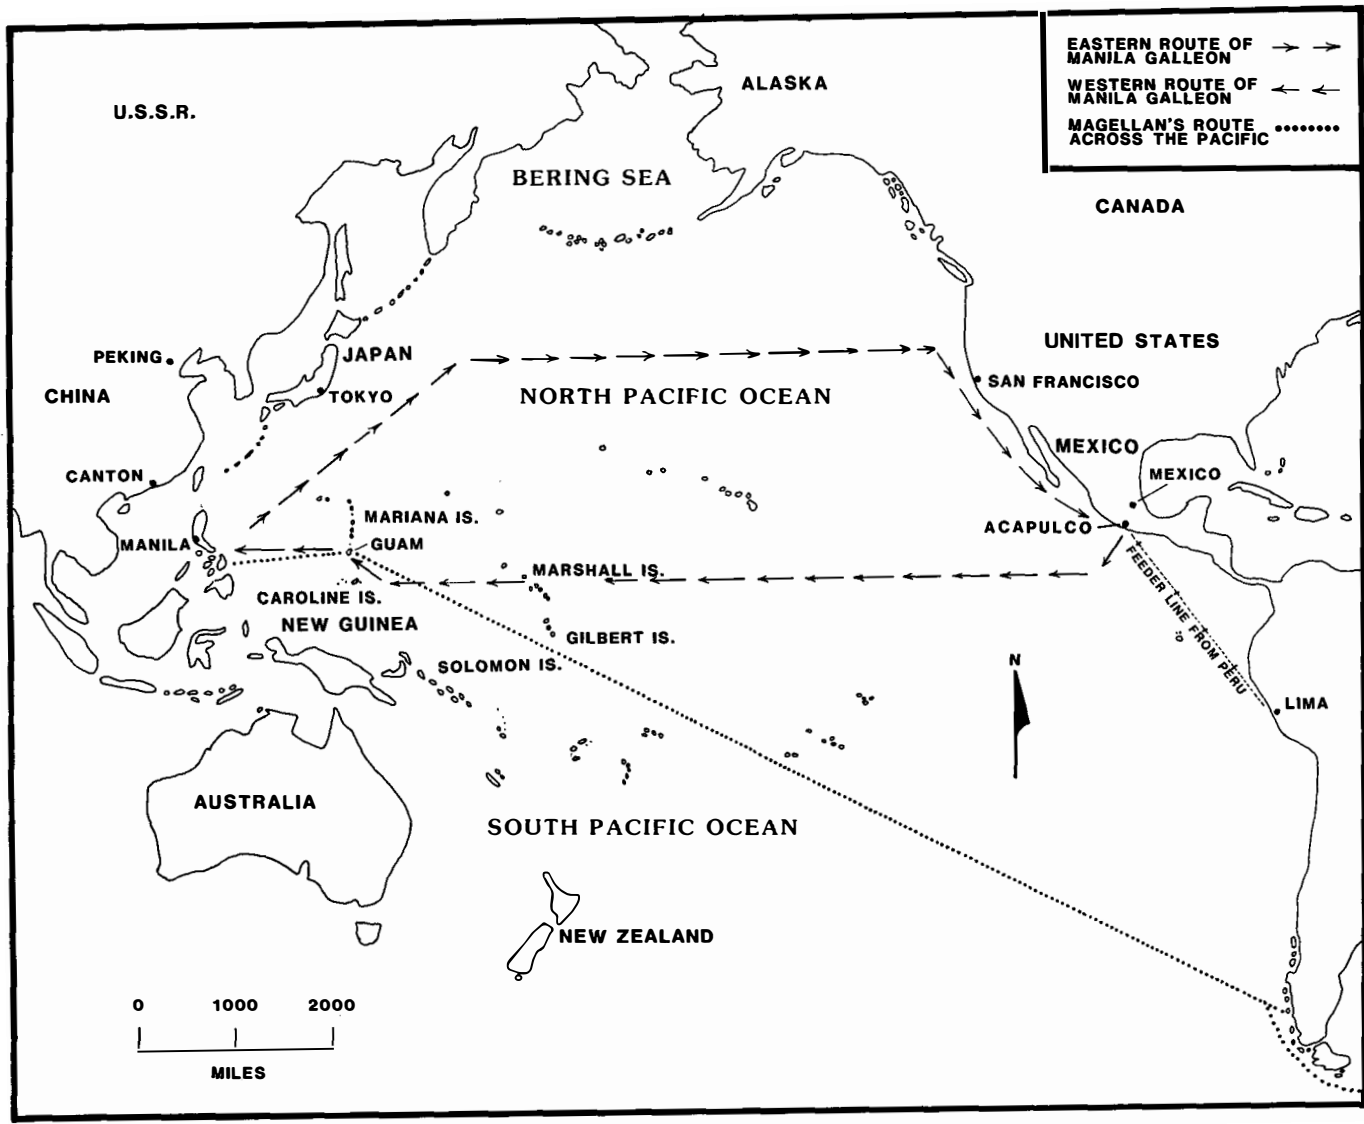 EASTERN ROUTE OF
MANILA GALLEON
WESTERN ROUTE OF
MANILA GALLEON
MAGELLAN'S ROUTE
ACROSS THE PACIFIC
ALASKA
U.S.S.R.
BERING SEA
CANADA
UNITED STATES
PEKING
JAPAN
SAN FRANCISCO
CHINA
TOKYO
NORTH PACIFIC OCEAN
MEXICO
CANTON
MEXICO
MARIANA IS.
ACAPULCO
MANILA
GUAM
MARSHALL IS.
CAROLINE IS.
FEEDER LINE FROM PERU
NEW GUINEA
GILBERT IS.
SOLOMON IS.
N
LIMA
AUSTRALIA
SOUTH PACIFIC OCEAN
NEW ZEALAND
0 1000 2000
MILES